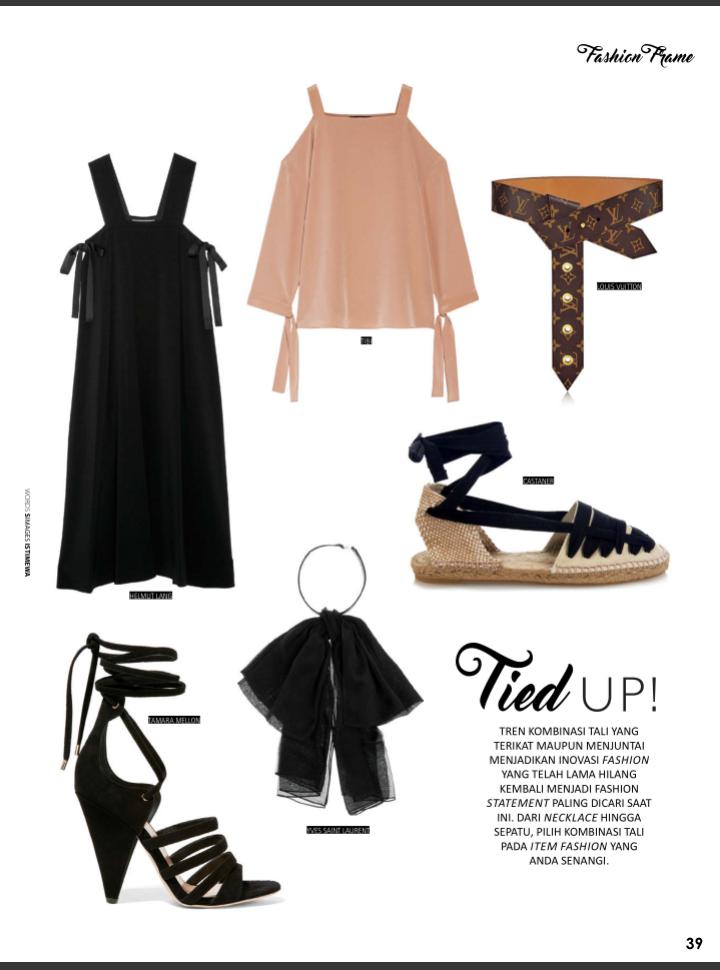 Fashion Frame
LOUIS VUITTON
TIBI
CASTANER
WORDS S IMAGES ISTIMEWA
HELMUT LANG
TAMARA MELLON
YVES SAINT LAURENT
Tied UP!
TREN KOMBINASI TALI YANG
TERIKAT MAUPUN MENJUNTAI
MENJADIKAN INOVASI FASHION
YANG TELAH LAMA HILANG
KEMBALI MENJADI FASHION
STATEMENT PALING DICARI SAAT
INI. DARI NECKLACE HINGGA
SEPATU, PILIH KOMBINASI TALI
PADA ITEM FASHION YANG
ANDA SENANGI.
39